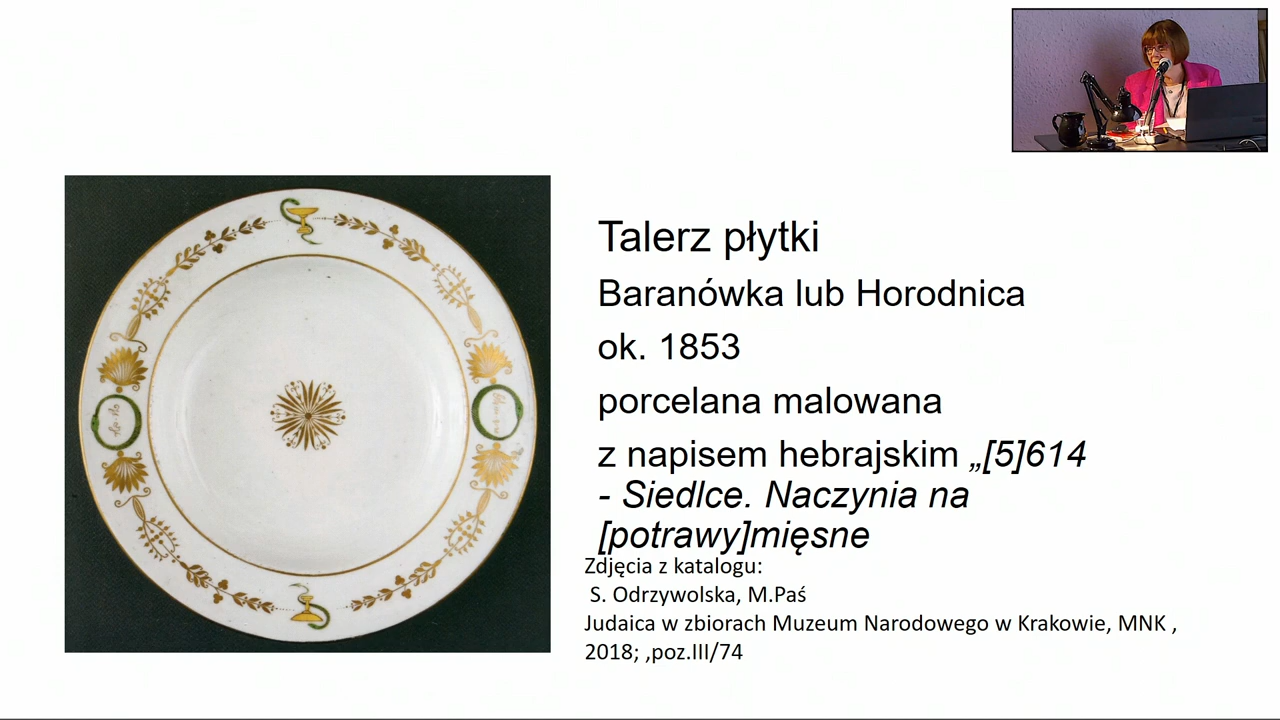 Talerz płytki
Baranówka lub Horodnica
ok. 1853
porcelana malowana
z napisem hebrajskim „[5]614
- Siedlce. Naczynia na
[potrawy]mięsne
Zdjęcia z katalogu:
S. Odrzywolska, M.Paś
Judaica w zbiorach Muzeum Narodowego w Krakowie, MNK ,
2018; ,poz.III/74